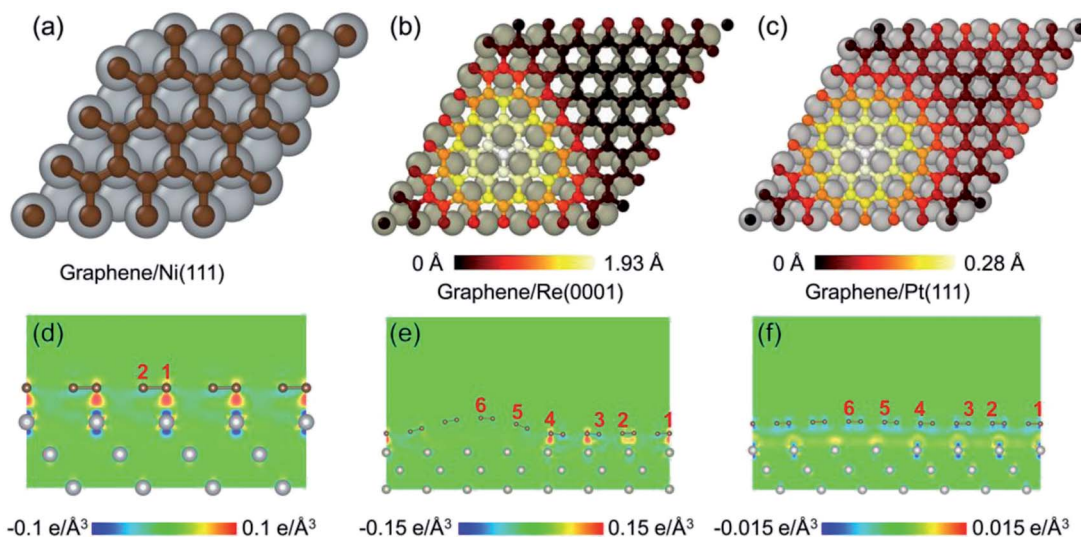 (a)
(b)
(c)
Graphene/Ni(111)
0 Å 1.93 Å
Graphene/Re(0001)
0 Å 0.28 Å
Graphene/Pt(111)
(d)
2 1
-0.1 e/Å³ 0.1 e/Å³
(e)
6 5 4 3 2 1
-0.15 e/Å³ 0.15 e/Å³
(f)
6 5 4 3 2 1
-0.015 e/Å³ 0.015 e/Å³